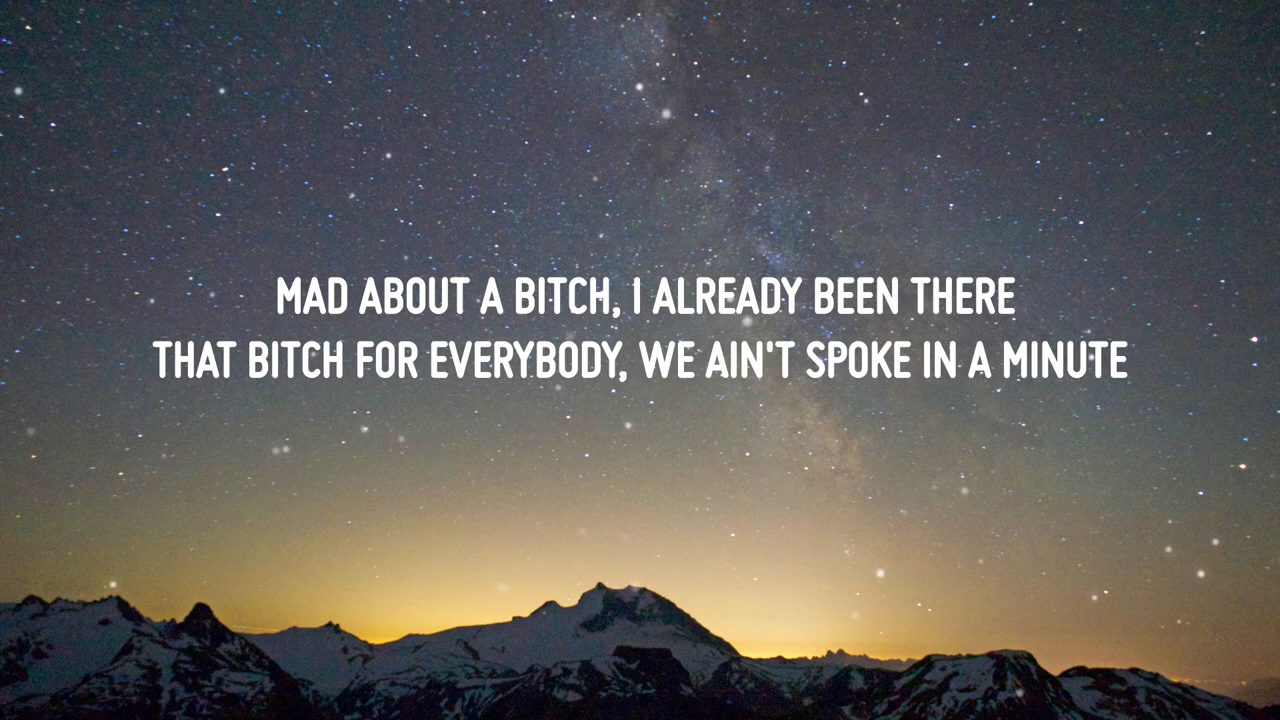 MAD ABOUT A BITCH, I ALREADY BEEN THERE
THAT BITCH FOR EVERYBODY, WE AIN'T SPOKE IN A MINUTE